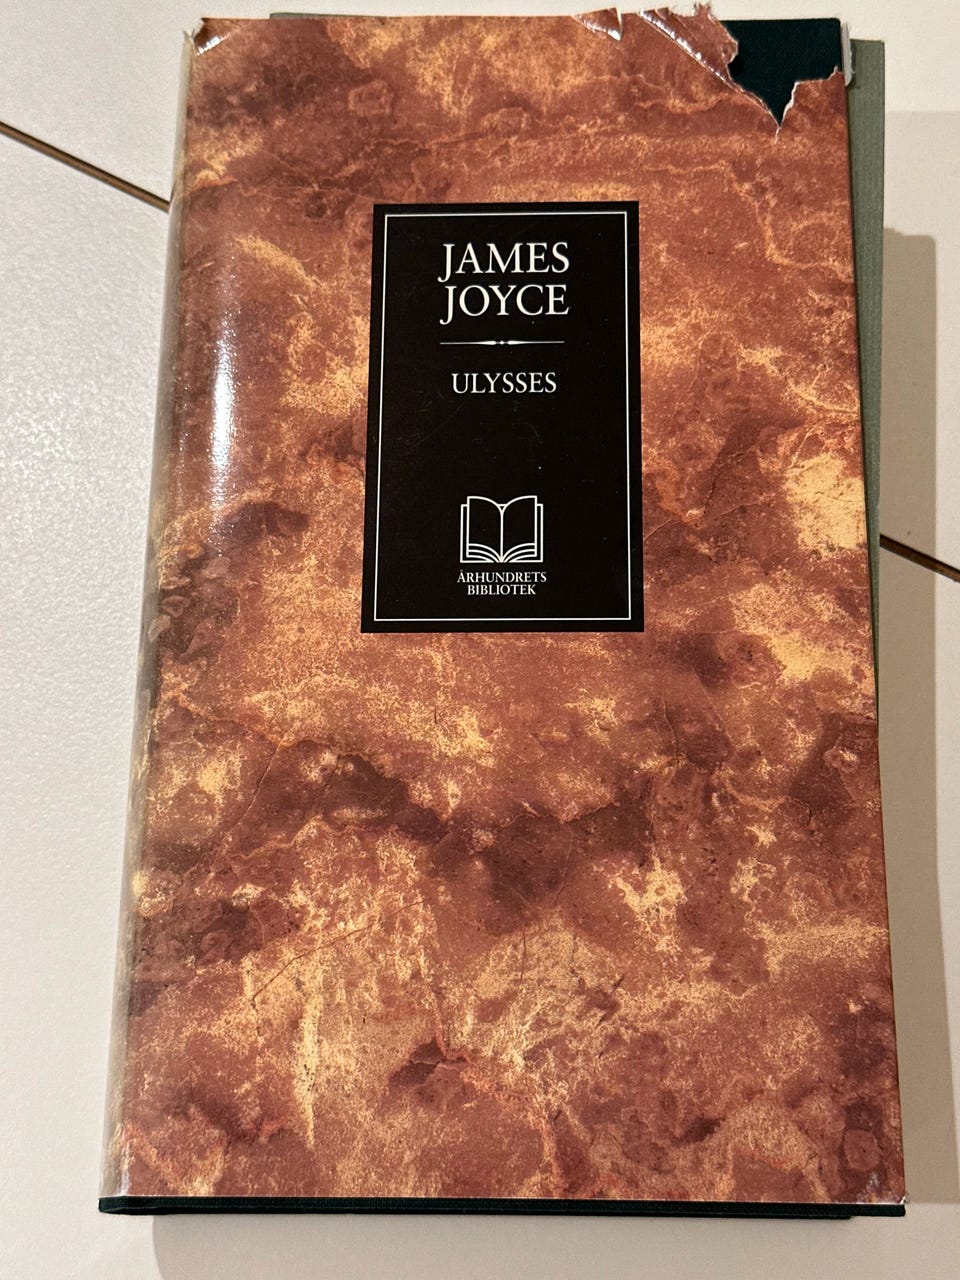 JAMES
JOYCE
ULYSSES
ÅRHUNDRETS
BIBLIOTEK